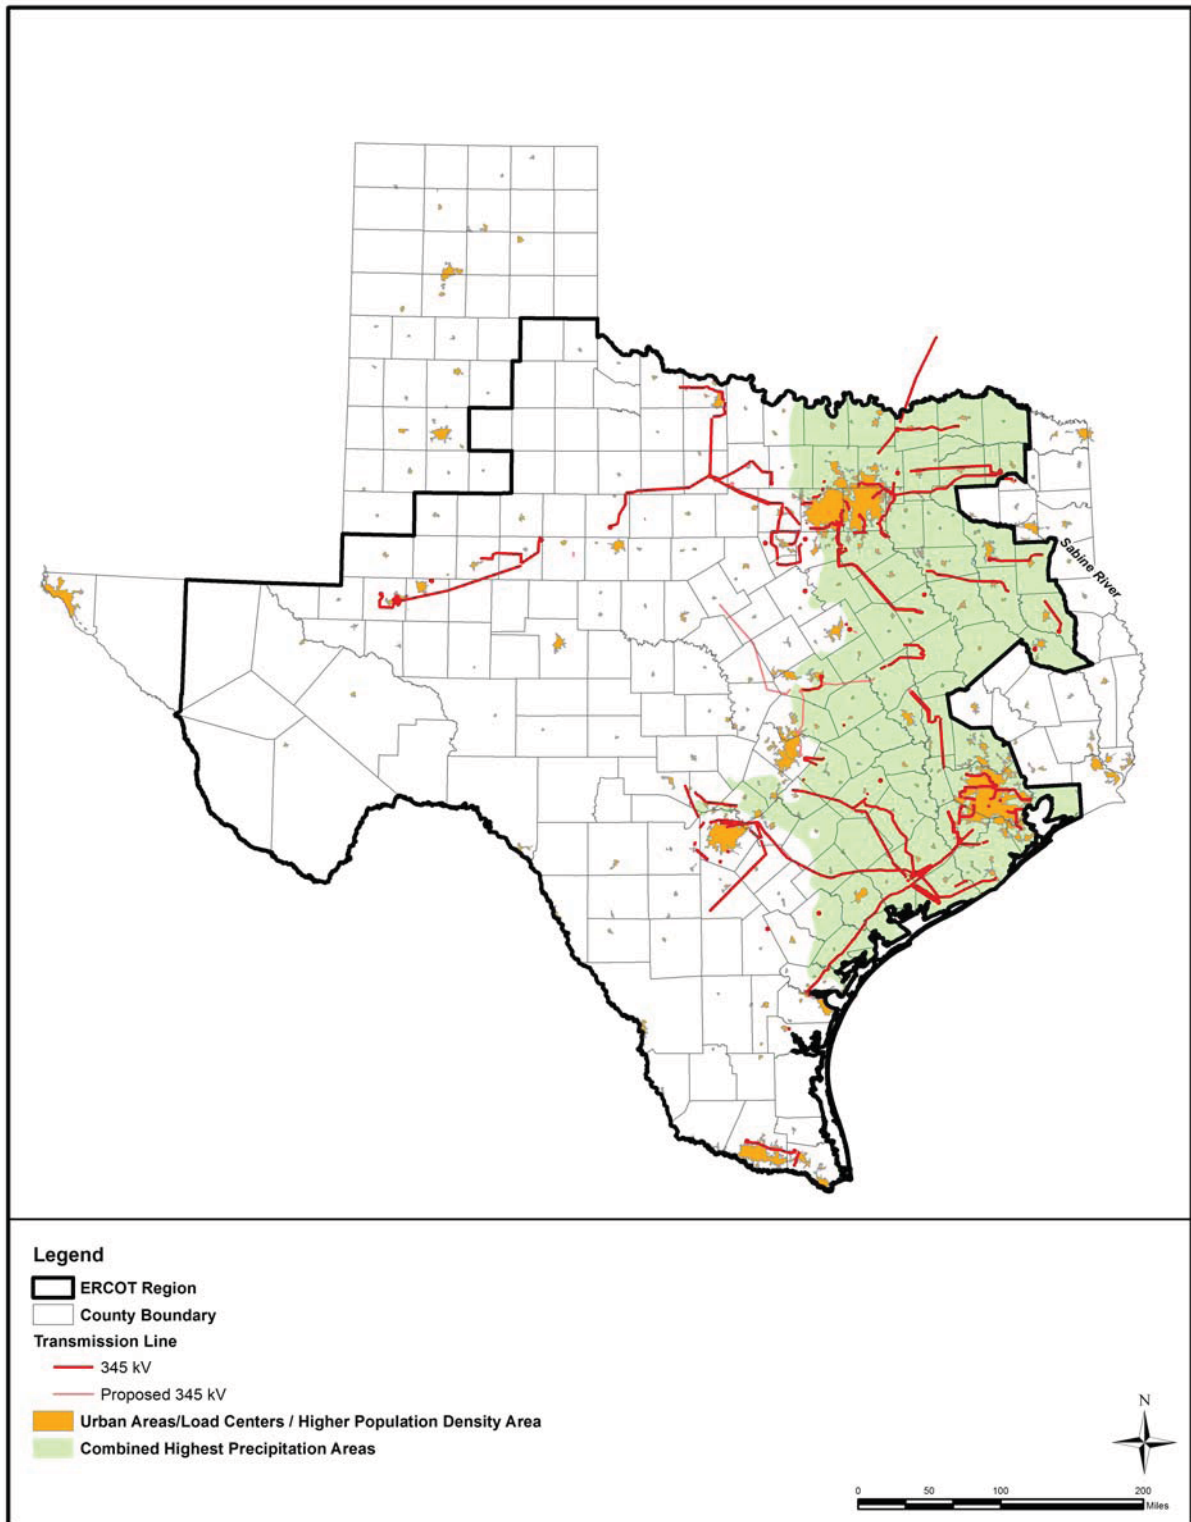 Sabine River
Legend
ERCOT Region
County Boundary
Transmission Line
345 kV
Proposed 345 kV
Urban Areas/Load Centers / Higher Population Density Area
Combined Highest Precipitation Areas
N
0 50 100 200
Miles